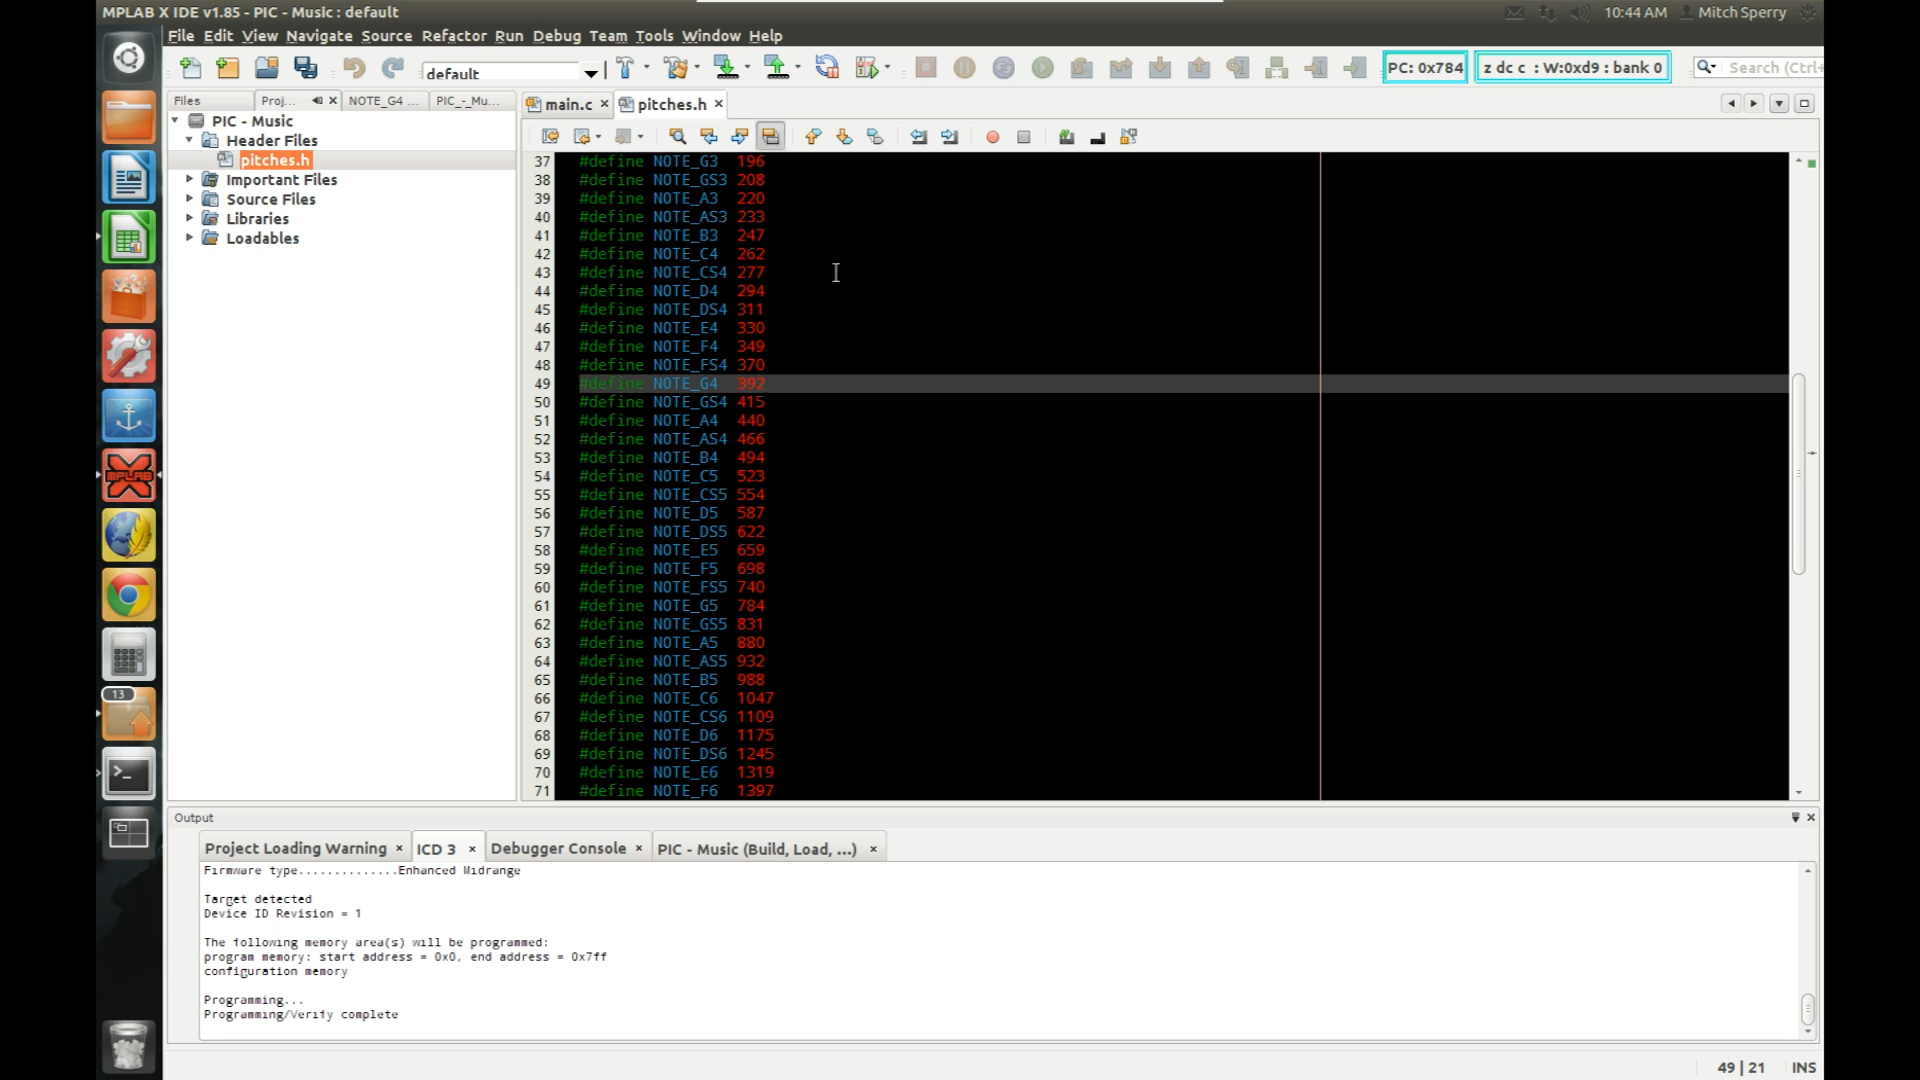 MPLAB X IDE v1.85 - PIC - Music : default
10:44 AM Mitch Sperry
File Edit View Navigate Source Refactor Run Debug Team Tools Window Help
default
PC: 0x784
z dc c : W:0xd9 : bank 0
Search (Ctrl+
Files Proj... NOTE_G4 ... PIC_-_Mu...
PIC - Music
Header Files
pitches.h
Important Files
Source Files
Libraries
Loadables
main.c pitches.h
37 #define NOTE_G3 196
38 #define NOTE_GS3 208
39 #define NOTE_A3 220
40 #define NOTE_AS3 233
41 #define NOTE_B3 247
42 #define NOTE_C4 262
43 #define NOTE_CS4 277
44 #define NOTE_D4 294
45 #define NOTE_DS4 311
46 #define NOTE_E4 330
47 #define NOTE_F4 349
48 #define NOTE_FS4 370
49 #define NOTE_G4 392
50 #define NOTE_GS4 415
51 #define NOTE_A4 440
52 #define NOTE_AS4 466
53 #define NOTE_B4 494
54 #define NOTE_C5 523
55 #define NOTE_CS5 554
56 #define NOTE_D5 587
57 #define NOTE_DS5 622
58 #define NOTE_E5 659
59 #define NOTE_F5 698
60 #define NOTE_FS5 740
61 #define NOTE_G5 784
62 #define NOTE_GS5 831
63 #define NOTE_A5 880
64 #define NOTE_AS5 932
65 #define NOTE_B5 988
66 #define NOTE_C6 1047
67 #define NOTE_CS6 1109
68 #define NOTE_D6 1175
69 #define NOTE_DS6 1245
70 #define NOTE_E6 1319
71 #define NOTE_F6 1397
MPLAB
13
Output
Project Loading Warning ICD 3 Debugger Console PIC - Music (Build, Load, ...)
Firmware type..............Enhanced Midrange
Target detected
Device ID Revision = 1
The following memory area(s) will be programmed:
program memory: start address = 0x0, end address = 0x7ff
configuration memory
Programming...
Programming/Verify complete
49 | 21 INS